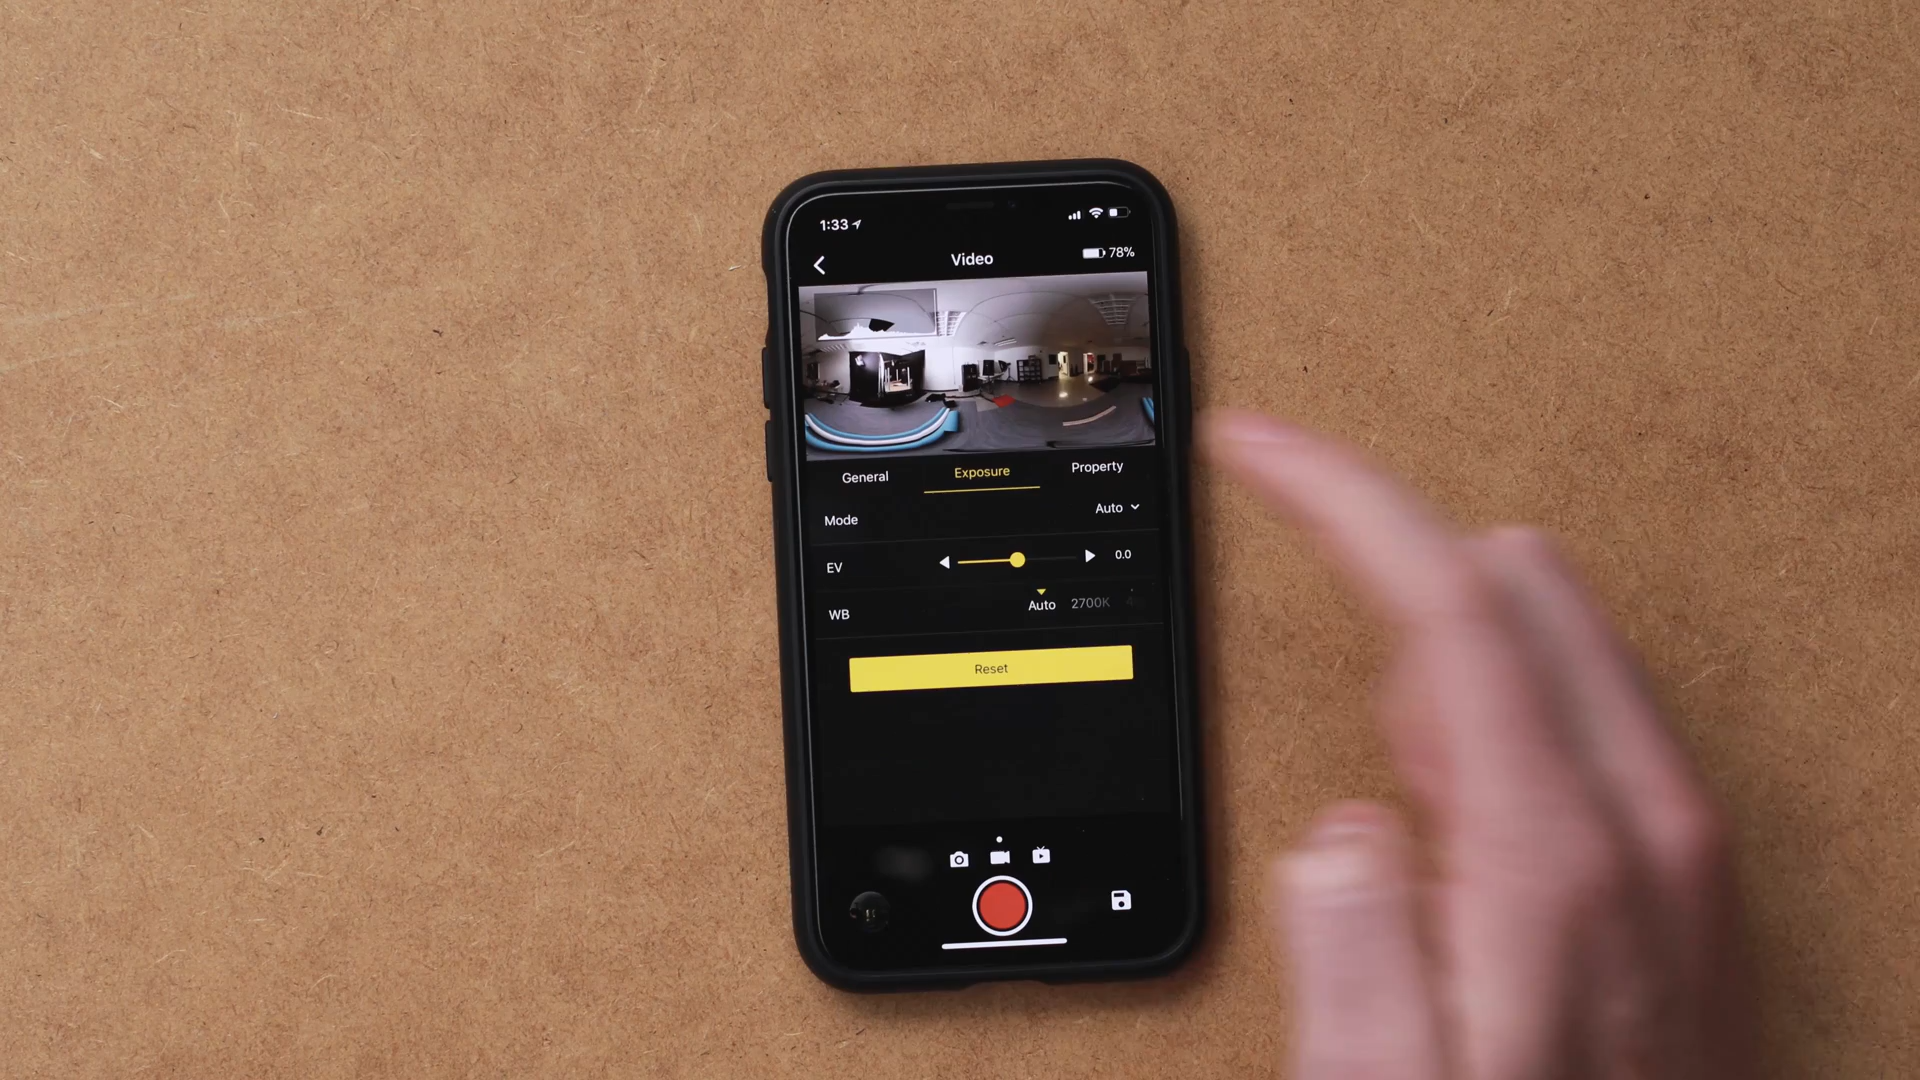 1:33
Video
78%
General
Exposure
Property
Mode
Auto
EV
0.0
WB
Auto
2700K
Reset